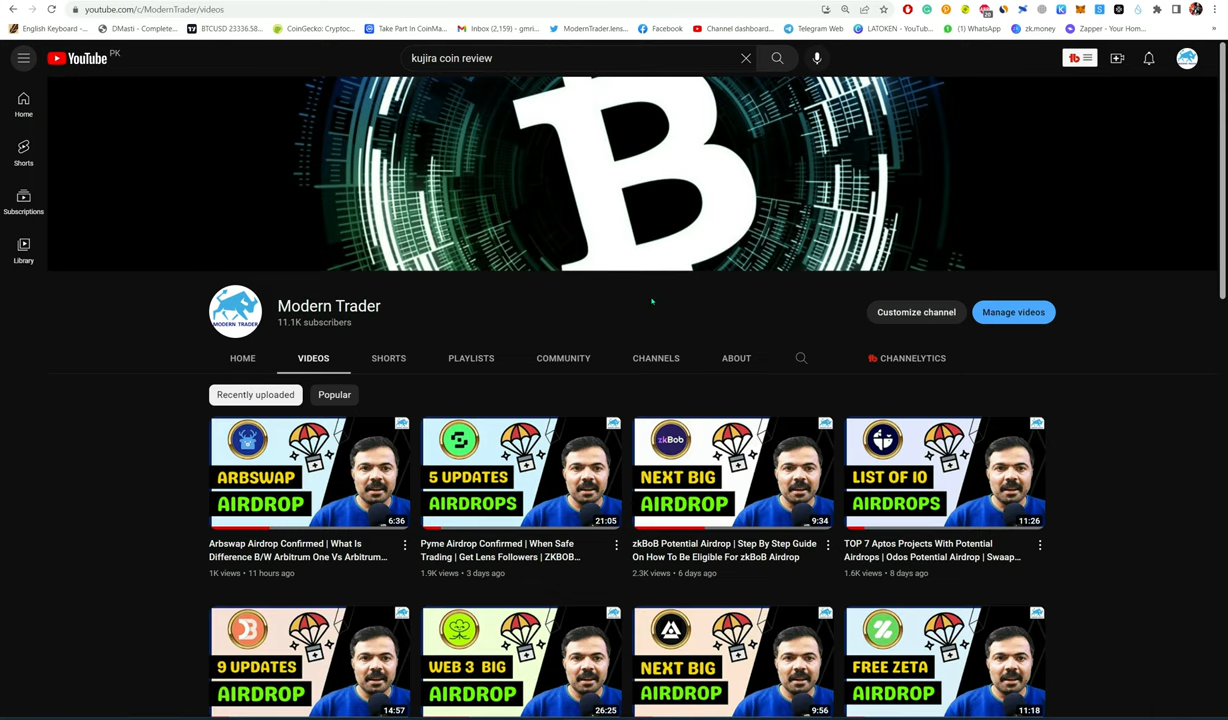 youtube.com/c/ModernTrader/videos
English Keyboard -... DMasti - Complete... BTCUSD 23336.58... CoinGecko: Cryptoc... Take Part In CoinMa... Inbox (2,159) - gmri... ModernTrader.lens... Facebook Channel dashboard... Telegram Web LATOKEN - YouTub... (1) WhatsApp zk.money Zapper - Your Hom... »
YouTube PK
kujira coin review
Home
Shorts
Subscriptions
Library
MODERN TRADER
Modern Trader
11.1K subscribers
Customize channel
Manage videos
HOME VIDEOS SHORTS PLAYLISTS COMMUNITY CHANNELS ABOUT CHANNELYTICS
Recently uploaded Popular
ARBSWAP
AIRDROP
6:36
Arbswap Airdrop Confirmed | What Is
Difference B/W Arbitrum One Vs Arbitrum...
1K views • 11 hours ago
5 UPDATES
AIRDROPS
21:05
Pyme Airdrop Confirmed | When Safe
Trading | Get Lens Followers | ZKBOB...
1.9K views • 3 days ago
zkBob
NEXT BIG
AIRDROP
9:34
zkBoB Potential Airdrop | Step By Step Guide
On How To Be Eligible For zkBoB Airdrop
2.3K views • 6 days ago
LIST OF 10
AIRDROPS
11:26
TOP 7 Aptos Projects With Potential
Airdrops | Odos Potential Airdrop | Swaap...
1.6K views • 8 days ago
9 UPDATES
AIRDROP
14:57
WEB 3 BIG
AIRDROP
26:25
NEXT BIG
AIRDROP
9:56
FREE ZETA
AIRDROP
11:18